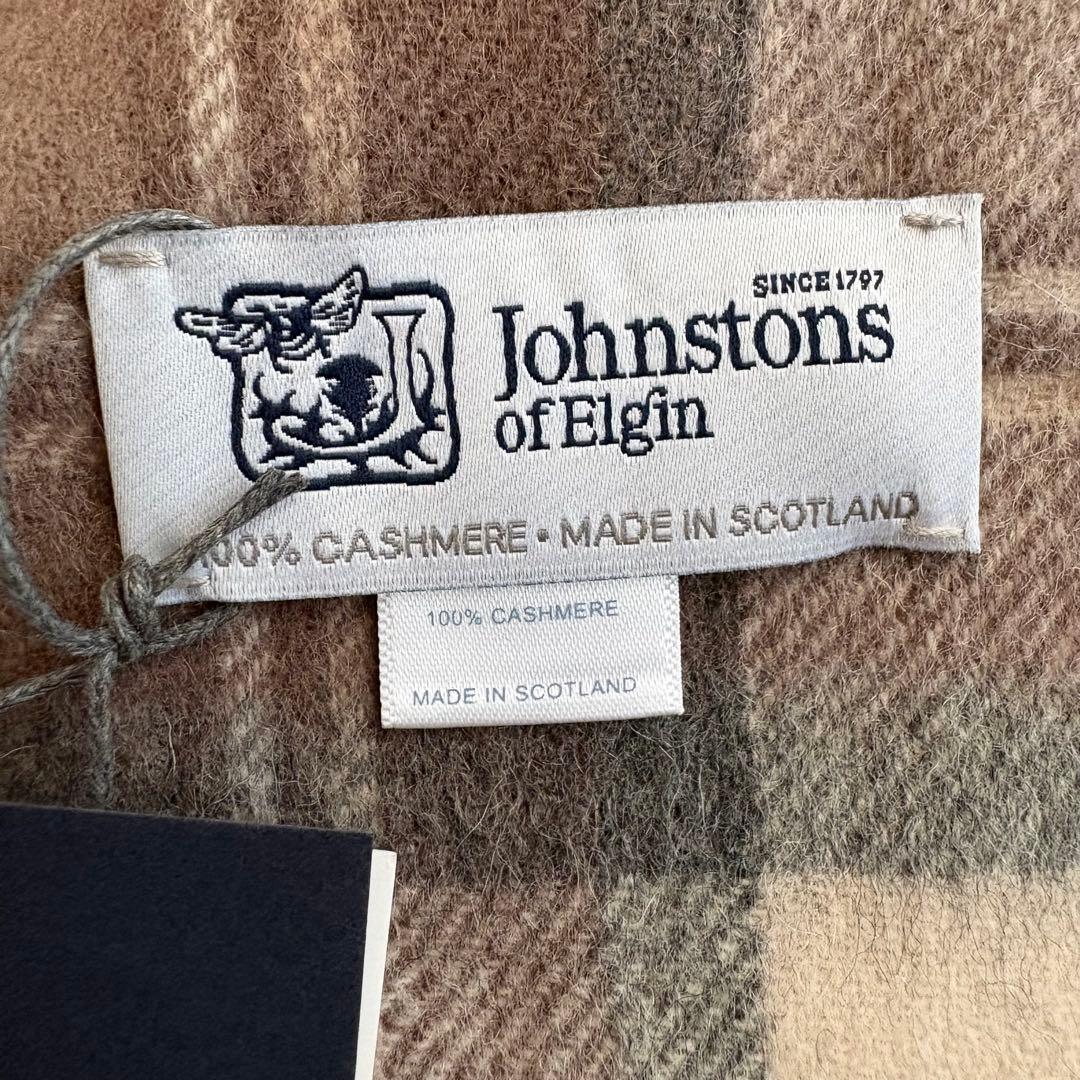 SINCE 1797
Johnstons
of Elgin
100% CASHMERE • MADE IN SCOTLAND
100% CASHMERE
MADE IN SCOTLAND